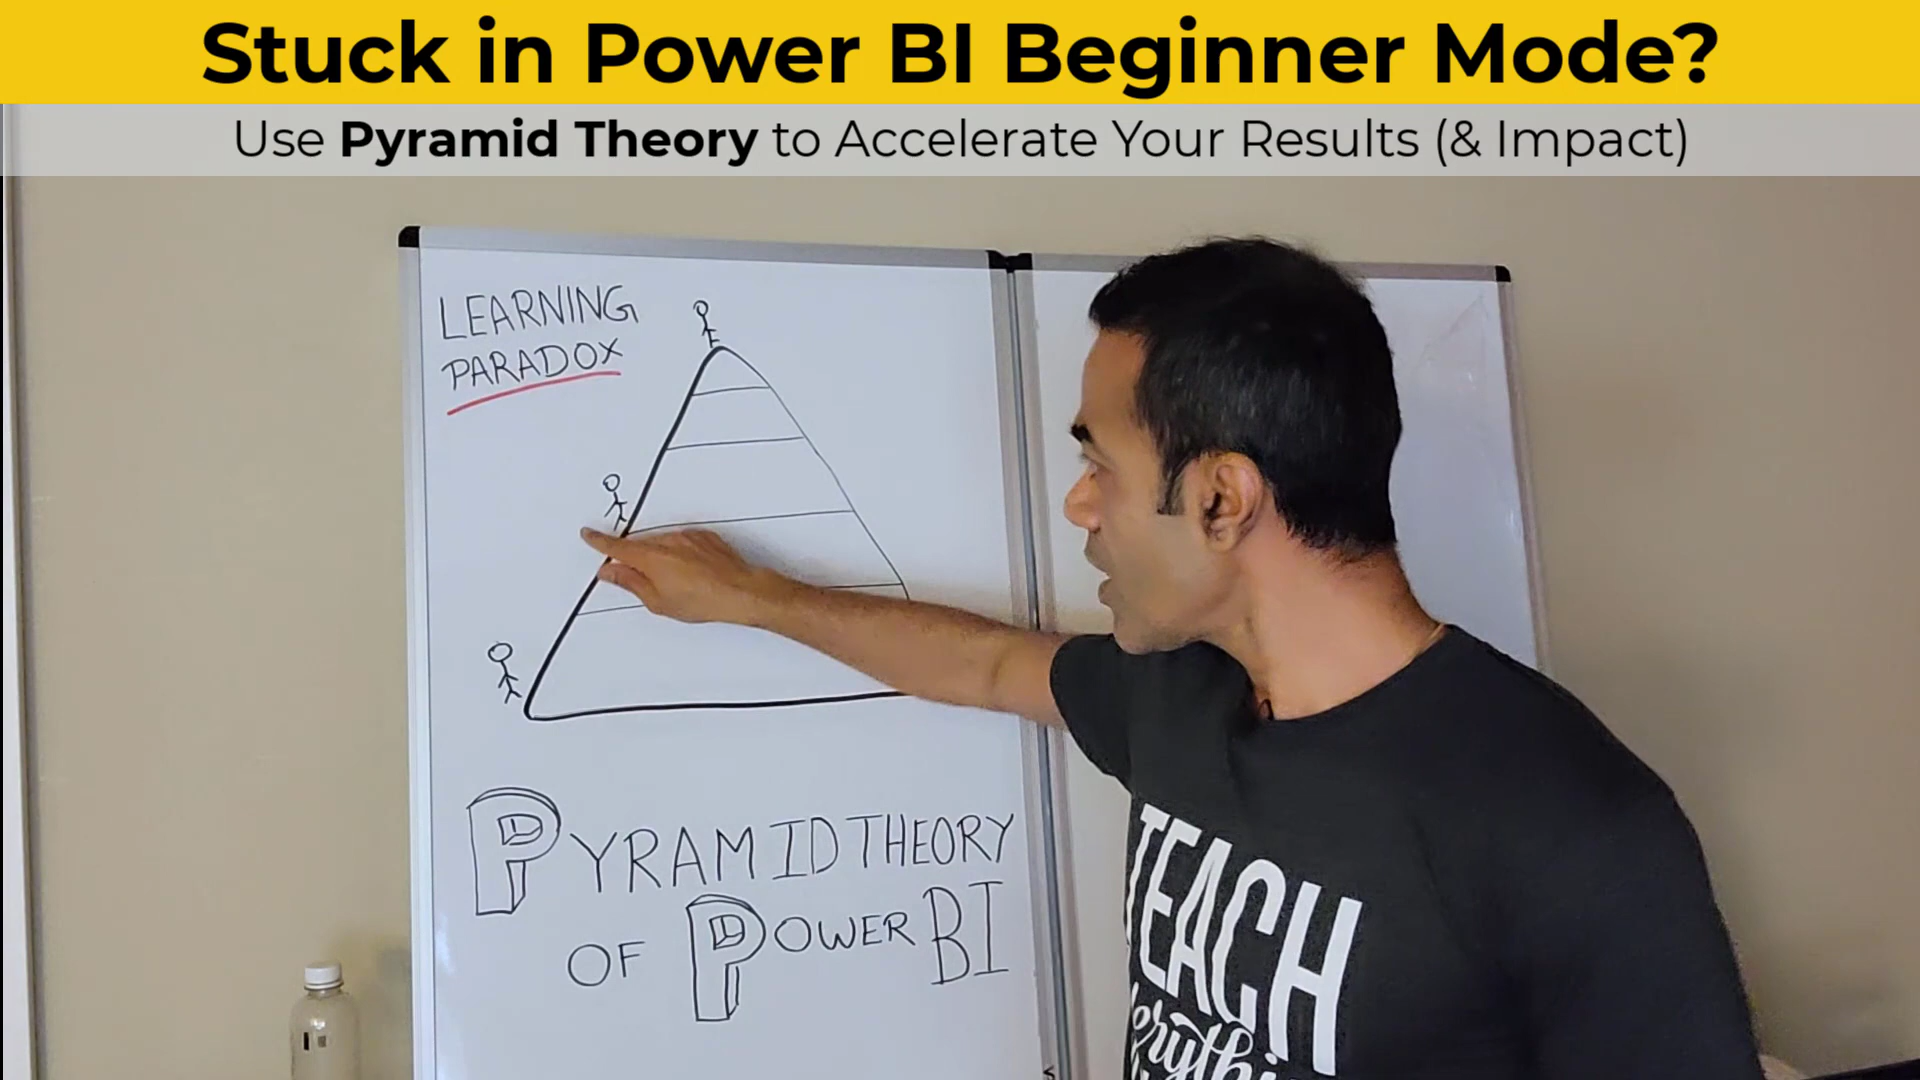 Stuck in Power BI Beginner Mode?
Use Pyramid Theory to Accelerate Your Results (& Impact)
LEARNING
PARADOX
PYRAMID THEORY
OF POWER BI
TEACH